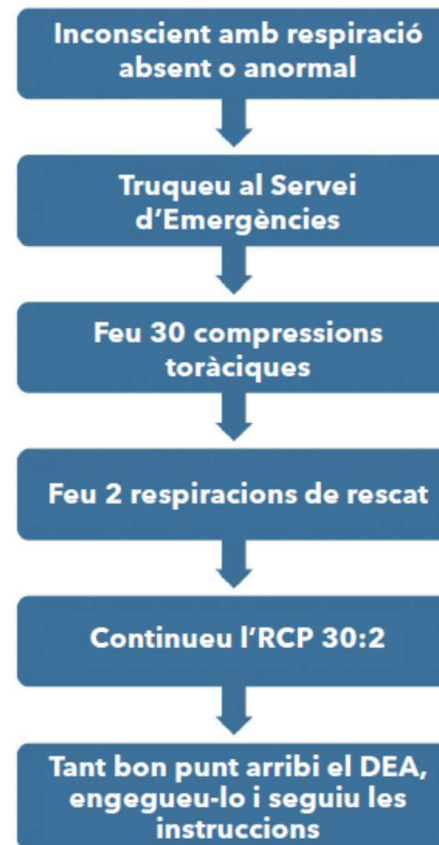 Inconscient amb respiració
absent o anormal
Truqueu al Servei
d’Emergències
Feu 30 compressions
toràciques
Feu 2 respiracions de rescat
Continueu l’RCP 30:2
Tant bon punt arribi el DEA,
engegueu-lo i seguiu les
instruccions